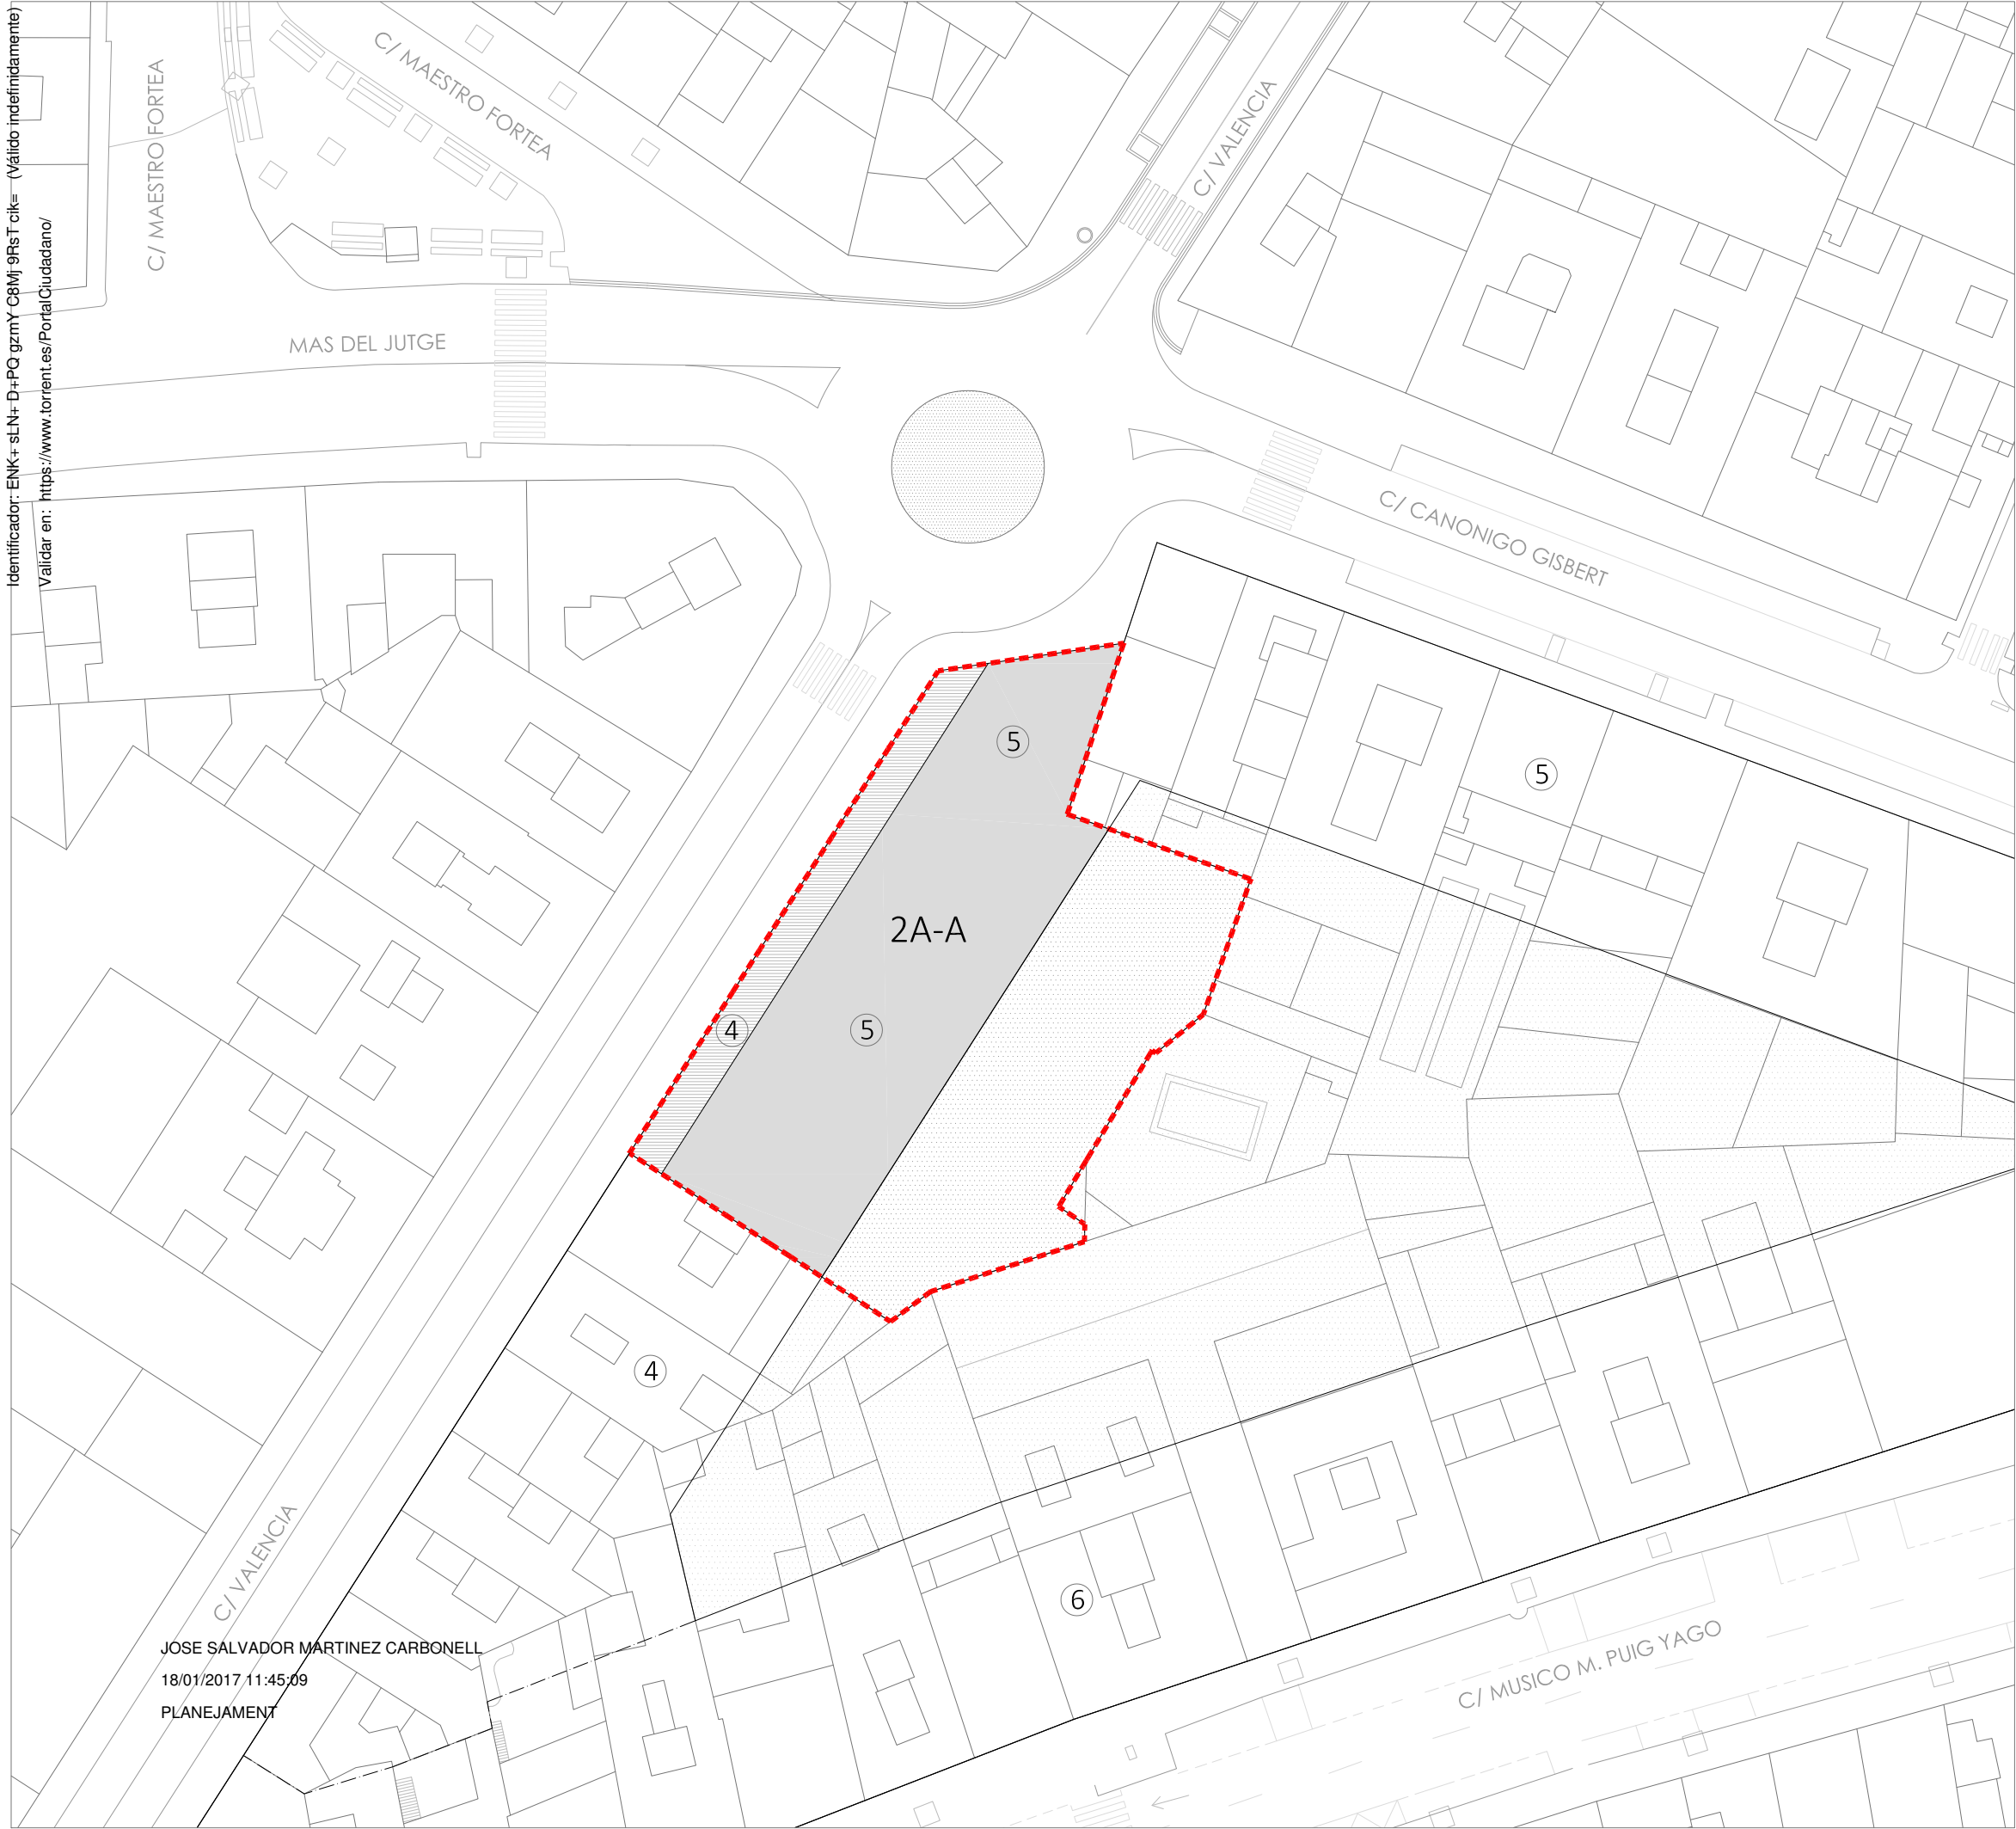 Identificador: ENK+ sLN+ D+PQ gzmY C8Mj 9RsT cik= (Válido indefinidamente)
Validar en: https://www.torrent.es/PortalCiudadano/
C/ MAESTRO FORTEA
C/ MAESTRO FORTEA
C/ VALENCIA
MAS DEL JUTGE
C/ CANONIGO GISBERT
5
5
2A-A
4
5
4
6
C/ VALENCIA
C/ MUSICO M. PUIG YAGO
JOSE SALVADOR MARTINEZ CARBONELL
18/01/2017 11:45:09
PLANEJAMENT